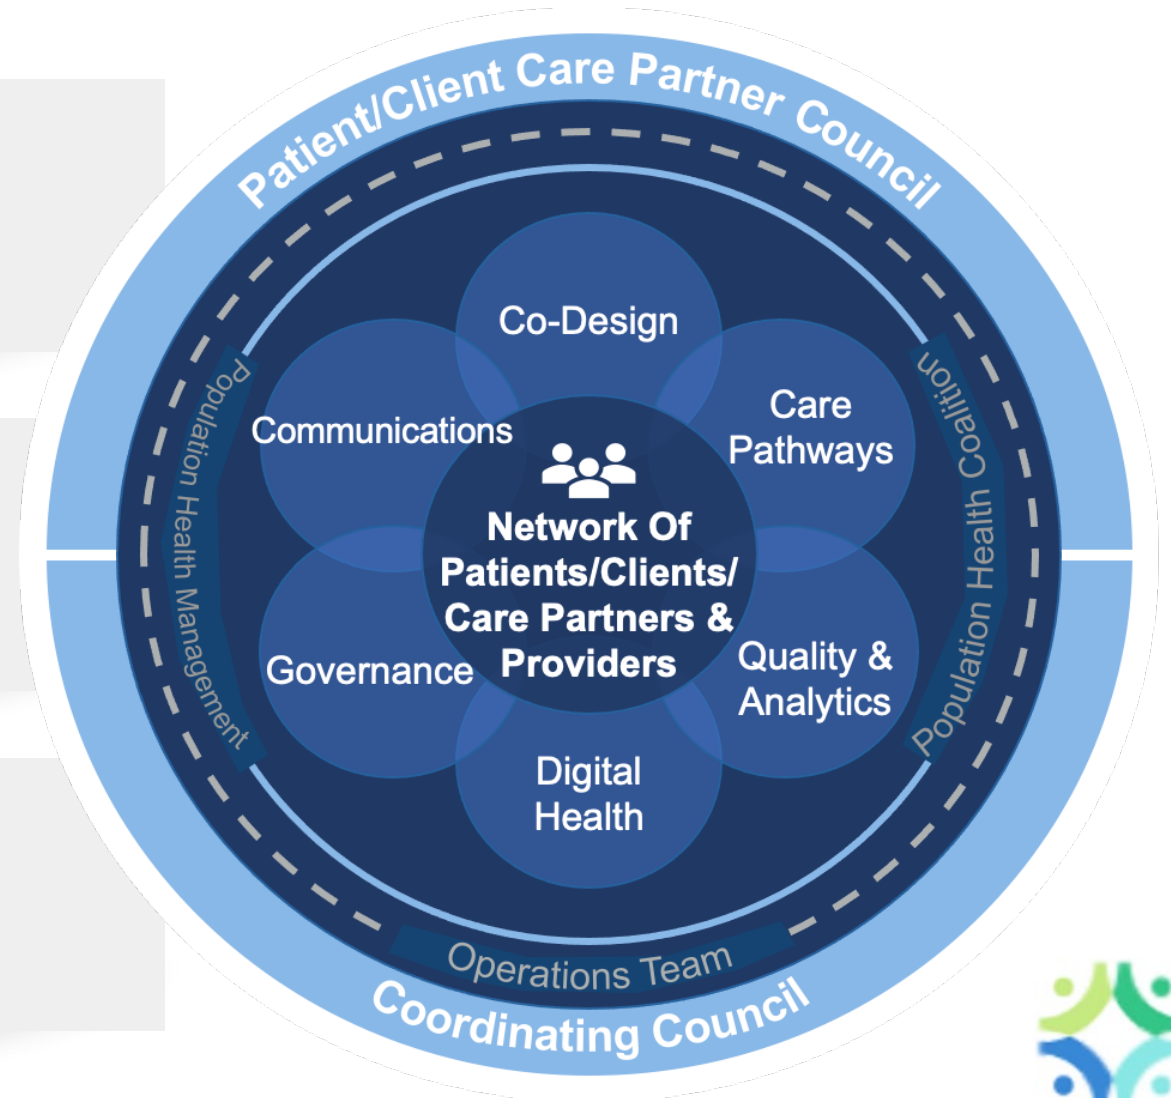 Patient/Client Care Partner Council
Co-Design
Care
Pathways
Communications
Population Health Management
Population Health Coalition
Network Of
Patients/Clients/
Care Partners &
Providers
Governance
Quality &
Analytics
Digital
Health
Operations Team
Coordinating Council